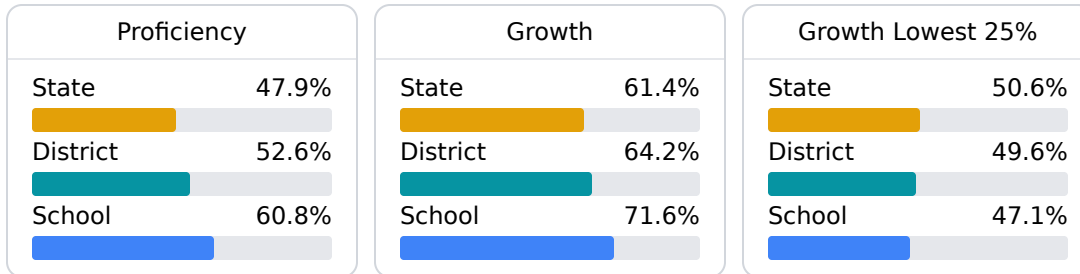 Proficiency
State 47.9%
District 52.6%
School 60.8%
Growth
State 61.4%
District 64.2%
School 71.6%
Growth Lowest 25%
State 50.6%
District 49.6%
School 47.1%